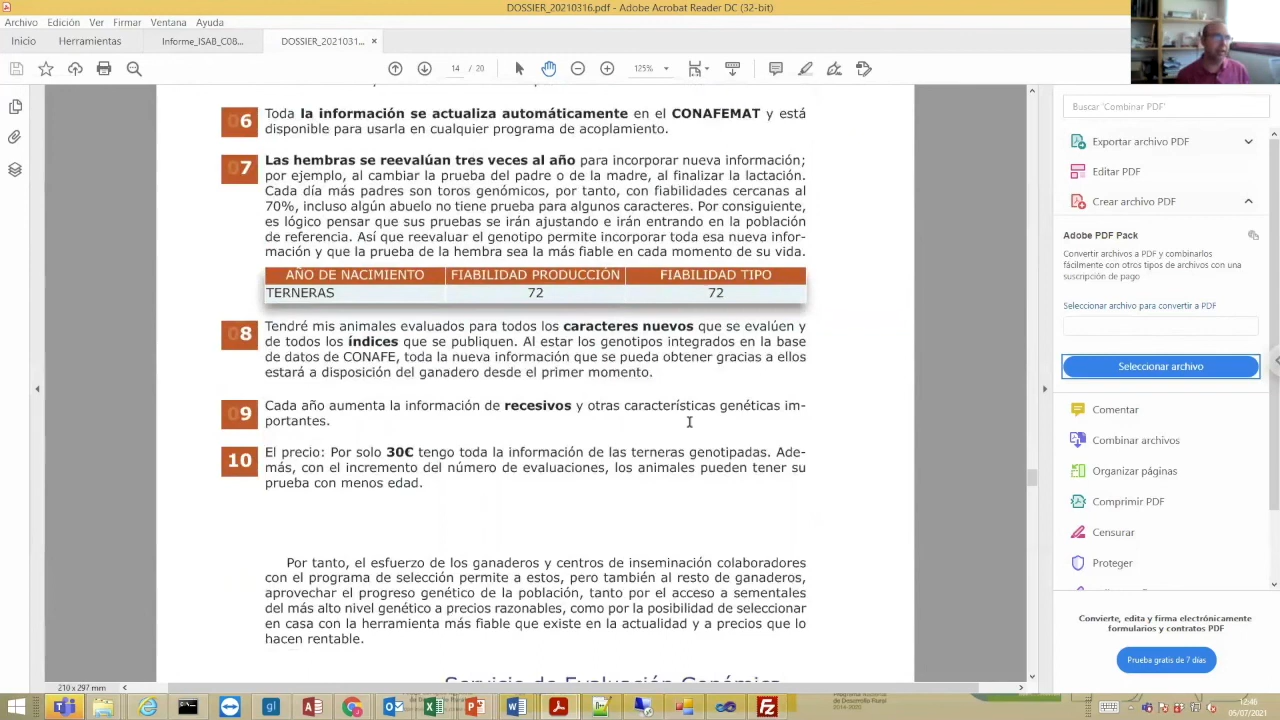 DOSSIER_20210316.pdf - Adobe Acrobat Reader DC (32-bit)
Archivo Edición Ver Firmar Ventana Ayuda
Inicio Herramientas Informe_ISAB_C08... DOSSIER_2021031... ×
14 / 20 125%
06 Toda la información se actualiza automáticamente en el CONAFEMAT y está
disponible para usarla en cualquier programa de acoplamiento.
07 Las hembras se reevalúan tres veces al año para incorporar nueva información;
por ejemplo, al cambiar la prueba del padre o de la madre, al finalizar la lactación.
Cada día más padres son toros genómicos, por tanto, con fiabilidades cercanas al
70%, incluso algún abuelo no tiene prueba para algunos caracteres. Por consiguiente,
es lógico pensar que sus pruebas se irán ajustando e irán entrando en la población
de referencia. Así que reevaluar el genotipo permite incorporar toda esa nueva infor-
mación y que la prueba de la hembra sea la más fiable en cada momento de su vida.
AÑO DE NACIMIENTO FIABILIDAD PRODUCCIÓN FIABILIDAD TIPO
TERNERAS 72 72
08 Tendré mis animales evaluados para todos los caracteres nuevos que se evalúen y
de todos los índices que se publiquen. Al estar los genotipos integrados en la base
de datos de CONAFE, toda la nueva información que se pueda obtener gracias a ellos
estará a disposición del ganadero desde el primer momento.
09 Cada año aumenta la información de recesivos y otras características genéticas im-
portantes.
10 El precio: Por solo 30€ tengo toda la información de las terneras genotipadas. Ade-
más, con el incremento del número de evaluaciones, los animales pueden tener su
prueba con menos edad.
Por tanto, el esfuerzo de los ganaderos y centros de inseminación colaboradores
con el programa de selección permite a estos, pero también al resto de ganaderos,
aprovechar el progreso genético de la población, tanto por el acceso a sementales
del más alto nivel genético a precios razonables, como por la posibilidad de seleccionar
en casa con la herramienta más fiable que existe en la actualidad y a precios que lo
hacen rentable.
Servicio de Evaluación Genómica
210 x 297 mm
Buscar 'Combinar PDF'
Exportar archivo PDF
Editar PDF
Crear archivo PDF
Adobe PDF Pack
Convertir archivos a PDF y combinarlos
fácilmente con otros tipos de archivos con una
suscripción de pago
Seleccionar archivo para convertir a PDF
Seleccionar archivo
Comentar
Combinar archivos
Organizar páginas
Comprimir PDF
Censurar
Proteger
Convierte, edita y firma electrónicamente
formularios y contratos PDF
Prueba gratis de 7 días
de Desarrollo Rural
2014-2020
12:46
05/07/2021